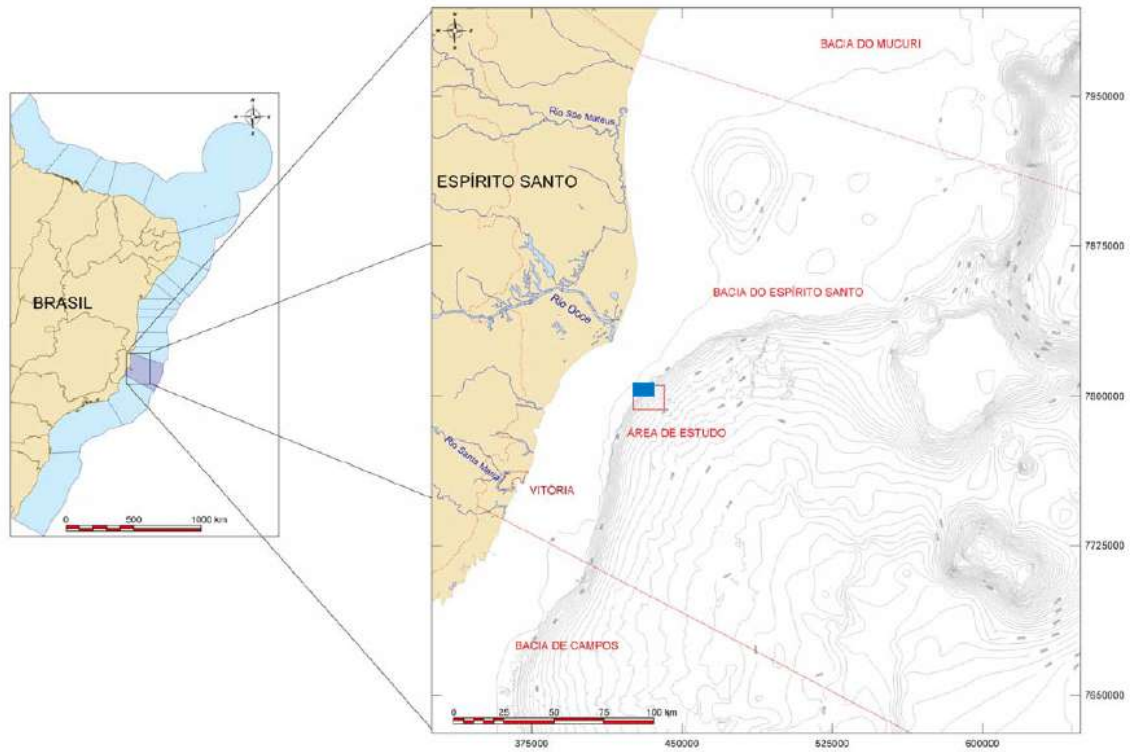 BRASIL
0 500 1000 km
BACIA DO MUCURI
Rio São Mateus
ESPÍRITO SANTO
BACIA DO ESPÍRITO SANTO
Rio Doce
ÁREA DE ESTUDO
Rio Santa Maria
VITÓRIA
BACIA DE CAMPOS
0 25 50 75 100 km
7950000
7875000
7800000
7725000
7650000
375000 450000 525000 600000